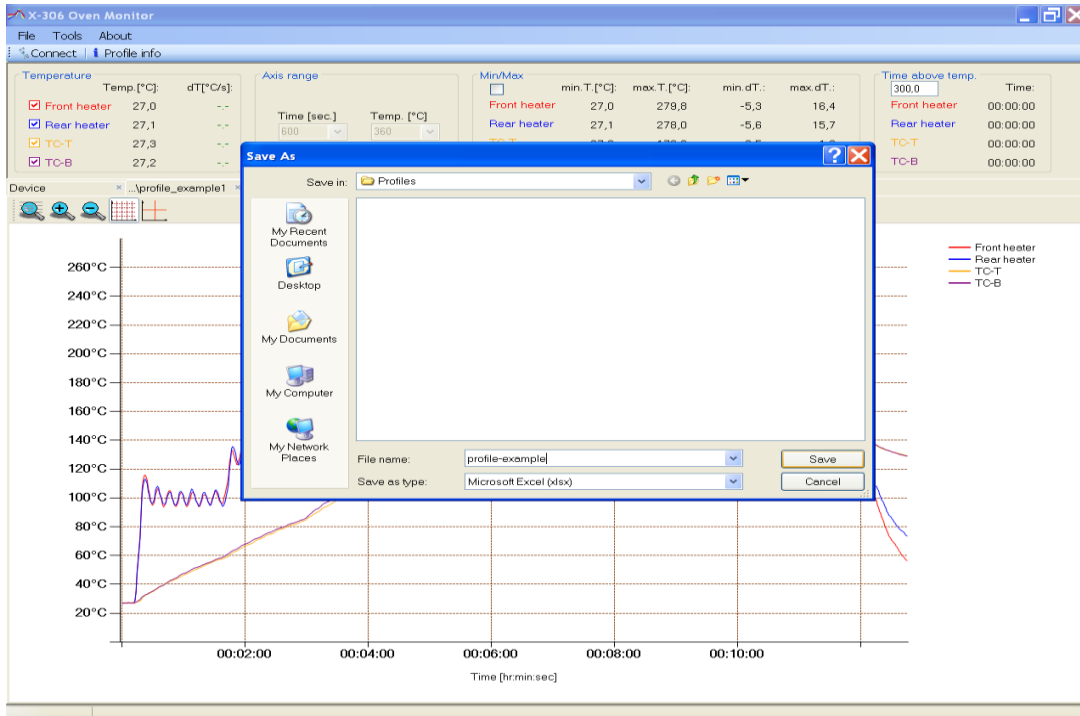 X-306 Oven Monitor
File Tools About
Connect Profile info
Temperature
Temp.[°C]: dT[°C/s]:
Front heater 27,0 -.-
Rear heater 27,1 -.-
TC-T 27,3 -.-
TC-B 27,2 -.-
Axis range
Time [sec.] Temp. [°C]
600 360
Min/Max
min.T.[°C]: max.T.[°C]: min.dT.: max.dT.:
Front heater 27,0 279,8 -5,3 16,4
Rear heater 27,1 278,0 -5,6 15,7
Time above temp.
300,0 Time:
Front heater 00:00:00
Rear heater 00:00:00
TC-T 00:00:00
TC-B 00:00:00
Device × ...\profile_example1 ×
Save As
Save in: Profiles
My Recent
Documents
Desktop
My Documents
My Computer
My Network
Places
File name: profile-example
Save
Save as type: Microsoft Excel (xlsx)
Cancel
Front heater
Rear heater
TC-T
TC-B
260°C
240°C
220°C
200°C
180°C
160°C
140°C
120°C
100°C
80°C
60°C
40°C
20°C
00:02:00 00:04:00 00:06:00 00:08:00 00:10:00
Time [hr:min:sec]